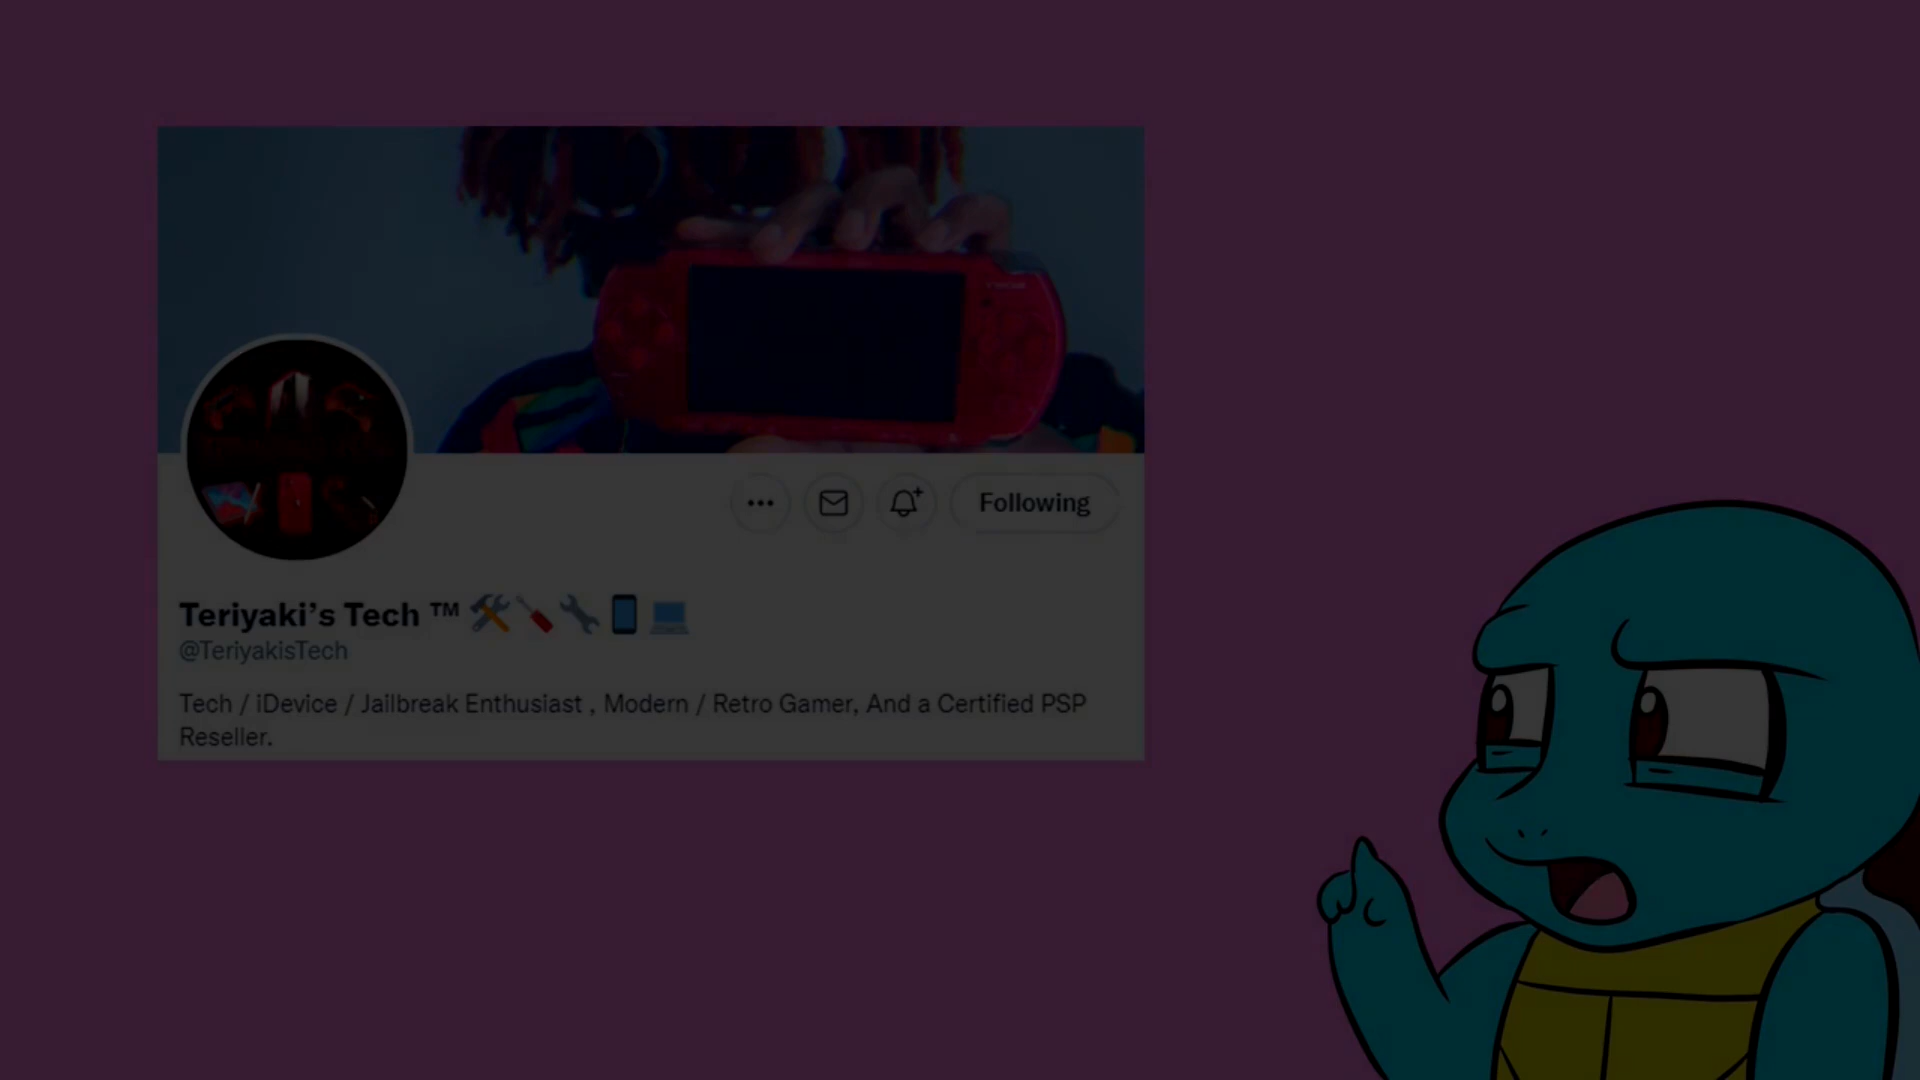 Following
Teriyaki’s Tech ™ 🛠️🪛🔧📱💻
@TeriyakisTech
Tech / iDevice / Jailbreak Enthusiast , Modern / Retro Gamer, And a Certified PSP
Reseller.